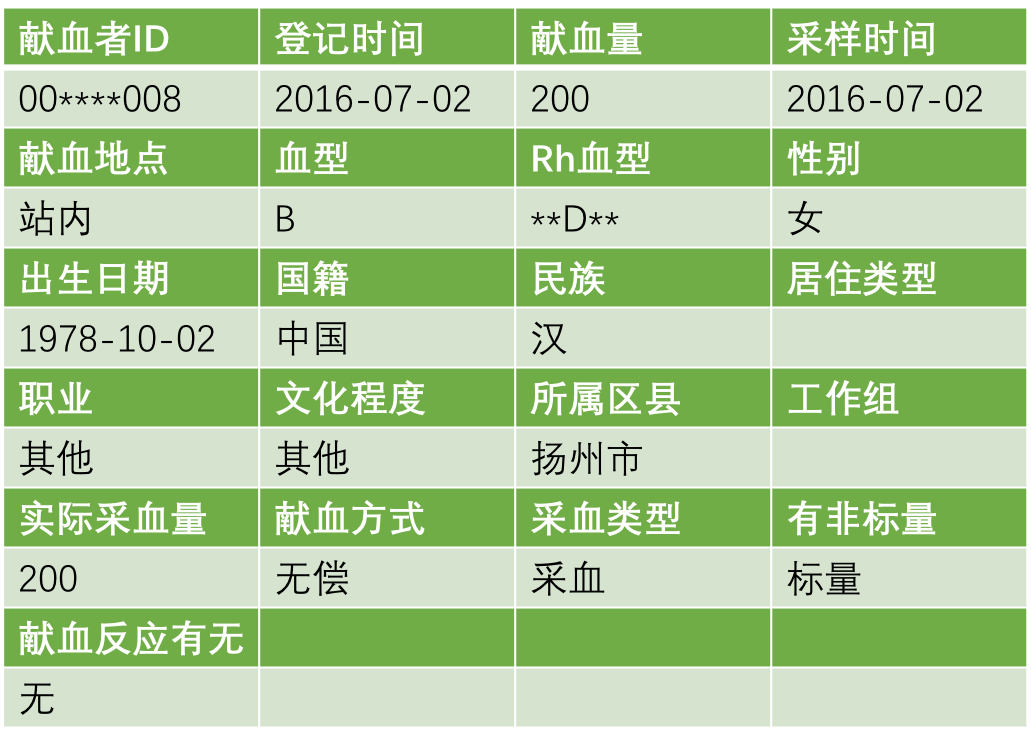 献血者ID 登记时间 献血量 采样时间
00****008 2016-07-02 200 2016-07-02
献血地点 血型 Rh血型 性别
站内 B **D** 女
出生日期 国籍 民族 居住类型
1978-10-02 中国 汉
职业 文化程度 所属区县 工作组
其他 其他 扬州市
实际采血量 献血方式 采血类型 有非标量
200 无偿 采血 标量
献血反应有无
无